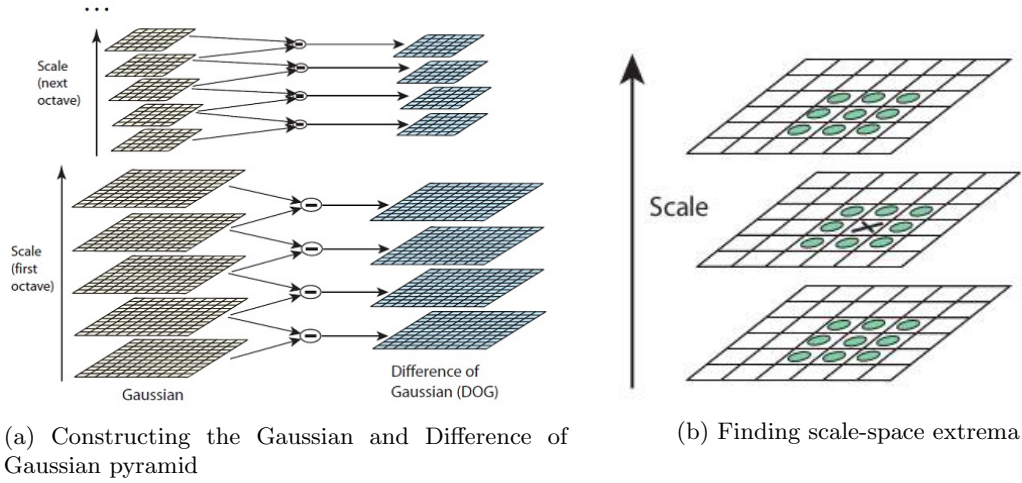 ...
Scale
(next
octave)
Scale
(first
octave)
Gaussian
Difference of
Gaussian (DOG)
(a) Constructing the Gaussian and Difference of
Gaussian pyramid
Scale
(b) Finding scale-space extrema